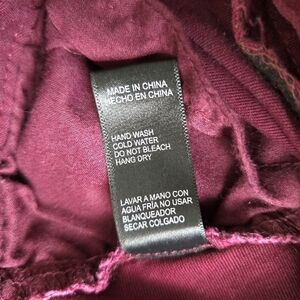 MADE IN CHINA
HECHO EN CHINA
HAND WASH
COLD WATER
DO NOT BLEACH
HANG DRY
LAVAR A MANO CON
AGUA FRIA NO USAR
BLANQUEADOR
SECAR COLGADO